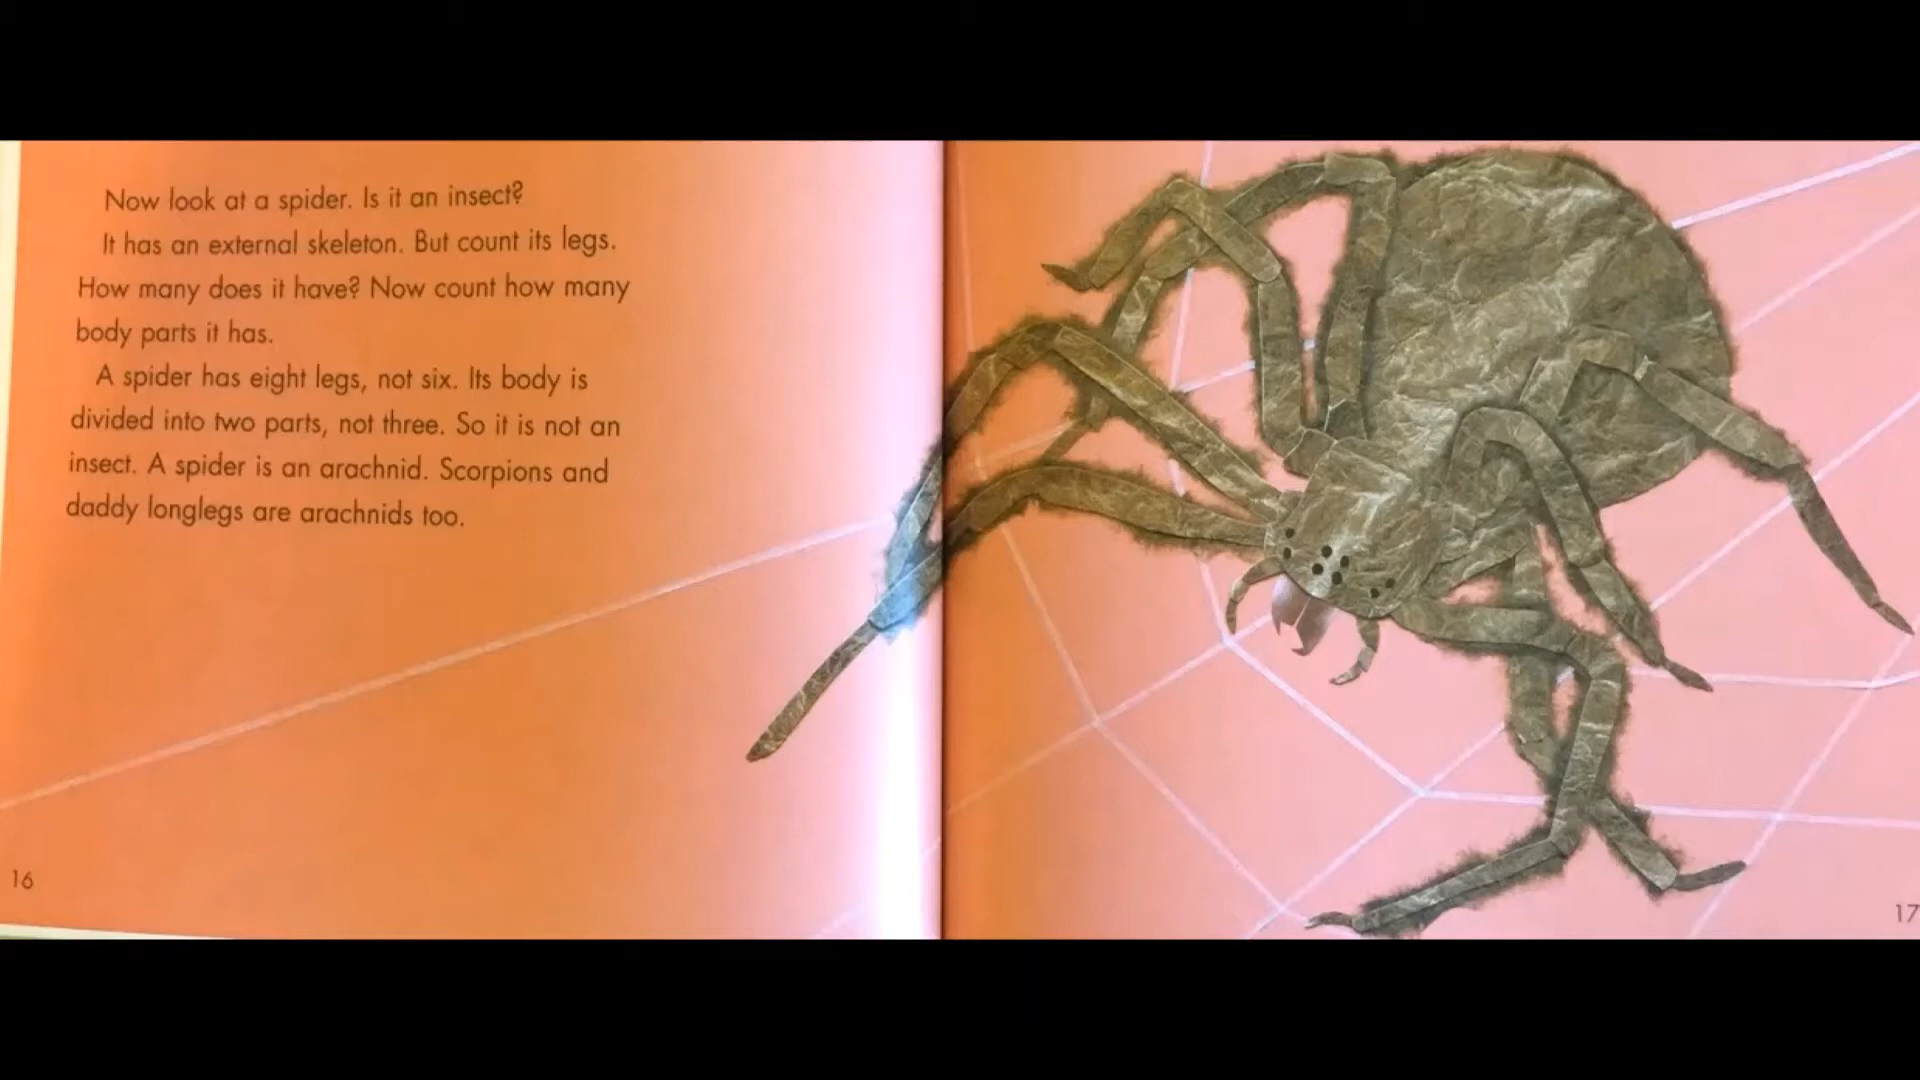 Now look at a spider. Is it an insect?
It has an external skeleton. But count its legs.
How many does it have? Now count how many
body parts it has.
A spider has eight legs, not six. Its body is
divided into two parts, not three. So it is not an
insect. A spider is an arachnid. Scorpions and
daddy longlegs are arachnids too.
16
17